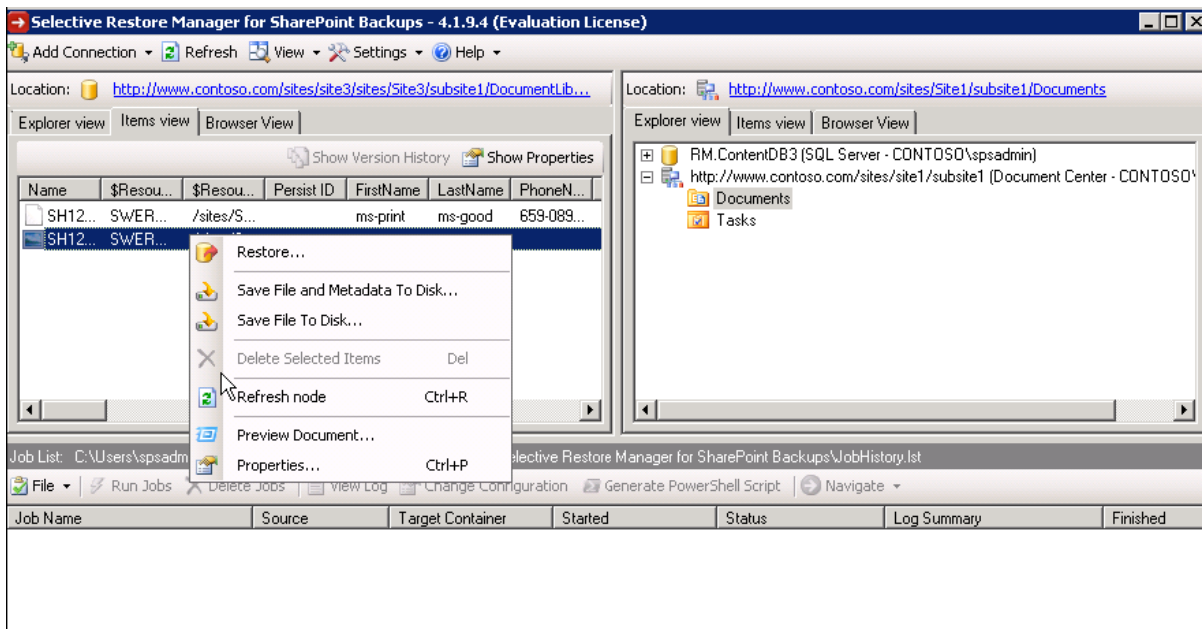 Selective Restore Manager for SharePoint Backups - 4.1.9.4 (Evaluation License)
Add Connection Refresh View Settings Help
Location: http://www.contoso.com/sites/site3/sites/Site3/subsite1/DocumentLib...
Explorer view Items view Browser View
Show Version History Show Properties
Name $Resou... $Resou... Persist ID FirstName LastName PhoneN...
SH12... SWER... /sites/S... ms-print ms-good 659-089...
SH12... SWER...
Restore...
Save File and Metadata To Disk...
Save File To Disk...
Delete Selected Items Del
Refresh node Ctrl+R
Preview Document...
Properties... Ctrl+P
Location: http://www.contoso.com/sites/Site1/subsite1/Documents
Explorer view Items view Browser View
RM.ContentDB3 (SQL Server - CONTOSO\spsadmin)
http://www.contoso.com/sites/site1/subsite1 (Document Center - CONTOSO\
Documents
Tasks
Job List: C:\Users\spsadm elective Restore Manager for SharePoint Backups\JobHistory.lst
File Run Jobs Delete Jobs View Log Change Configuration Generate PowerShell Script Navigate
Job Name Source Target Container Started Status Log Summary Finished